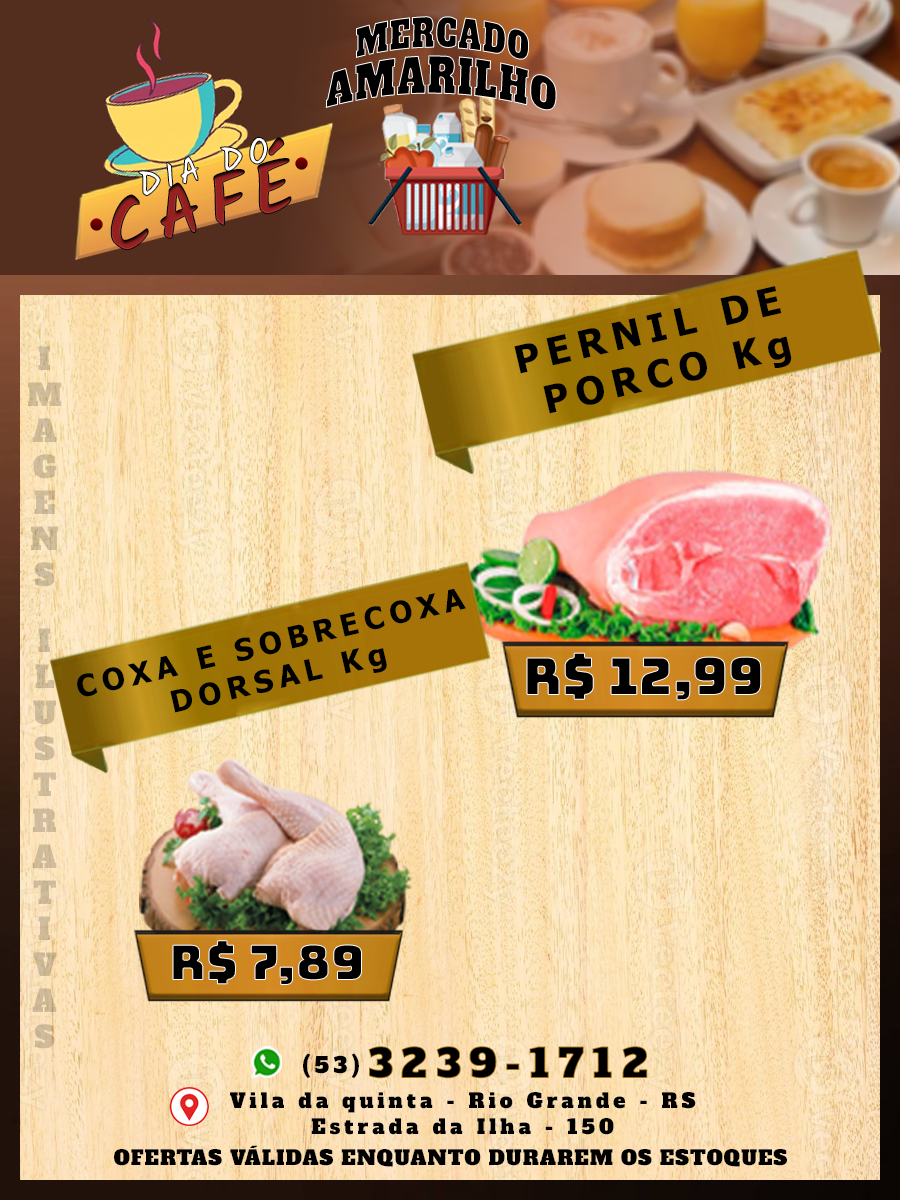 MERCADO
AMARILHO
DIA DO
CAFÉ
PERNIL DE
PORCO Kg
R$ 12,99
COXA E SOBRECOXA
DORSAL Kg
R$ 7,89
IMAGENS ILUSTRATIVAS
(53) 3239-1712
Vila da quinta - Rio Grande - RS
Estrada da Ilha - 150
OFERTAS VÁLIDAS ENQUANTO DURAREM OS ESTOQUES